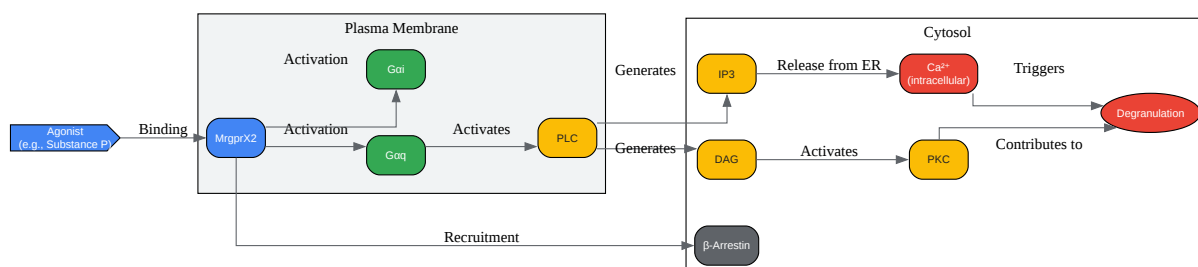 Plasma Membrane
Cytosol
Activation
Gαi
Generates
IP3
Release from ER
Ca²⁺
(intracellular)
Triggers
Degranulation
Agonist
(e.g., Substance P)
Binding
MrgprX2
Activation
Gαq
Activates
PLC
Generates
DAG
Activates
PKC
Contributes to
Recruitment
β-Arrestin